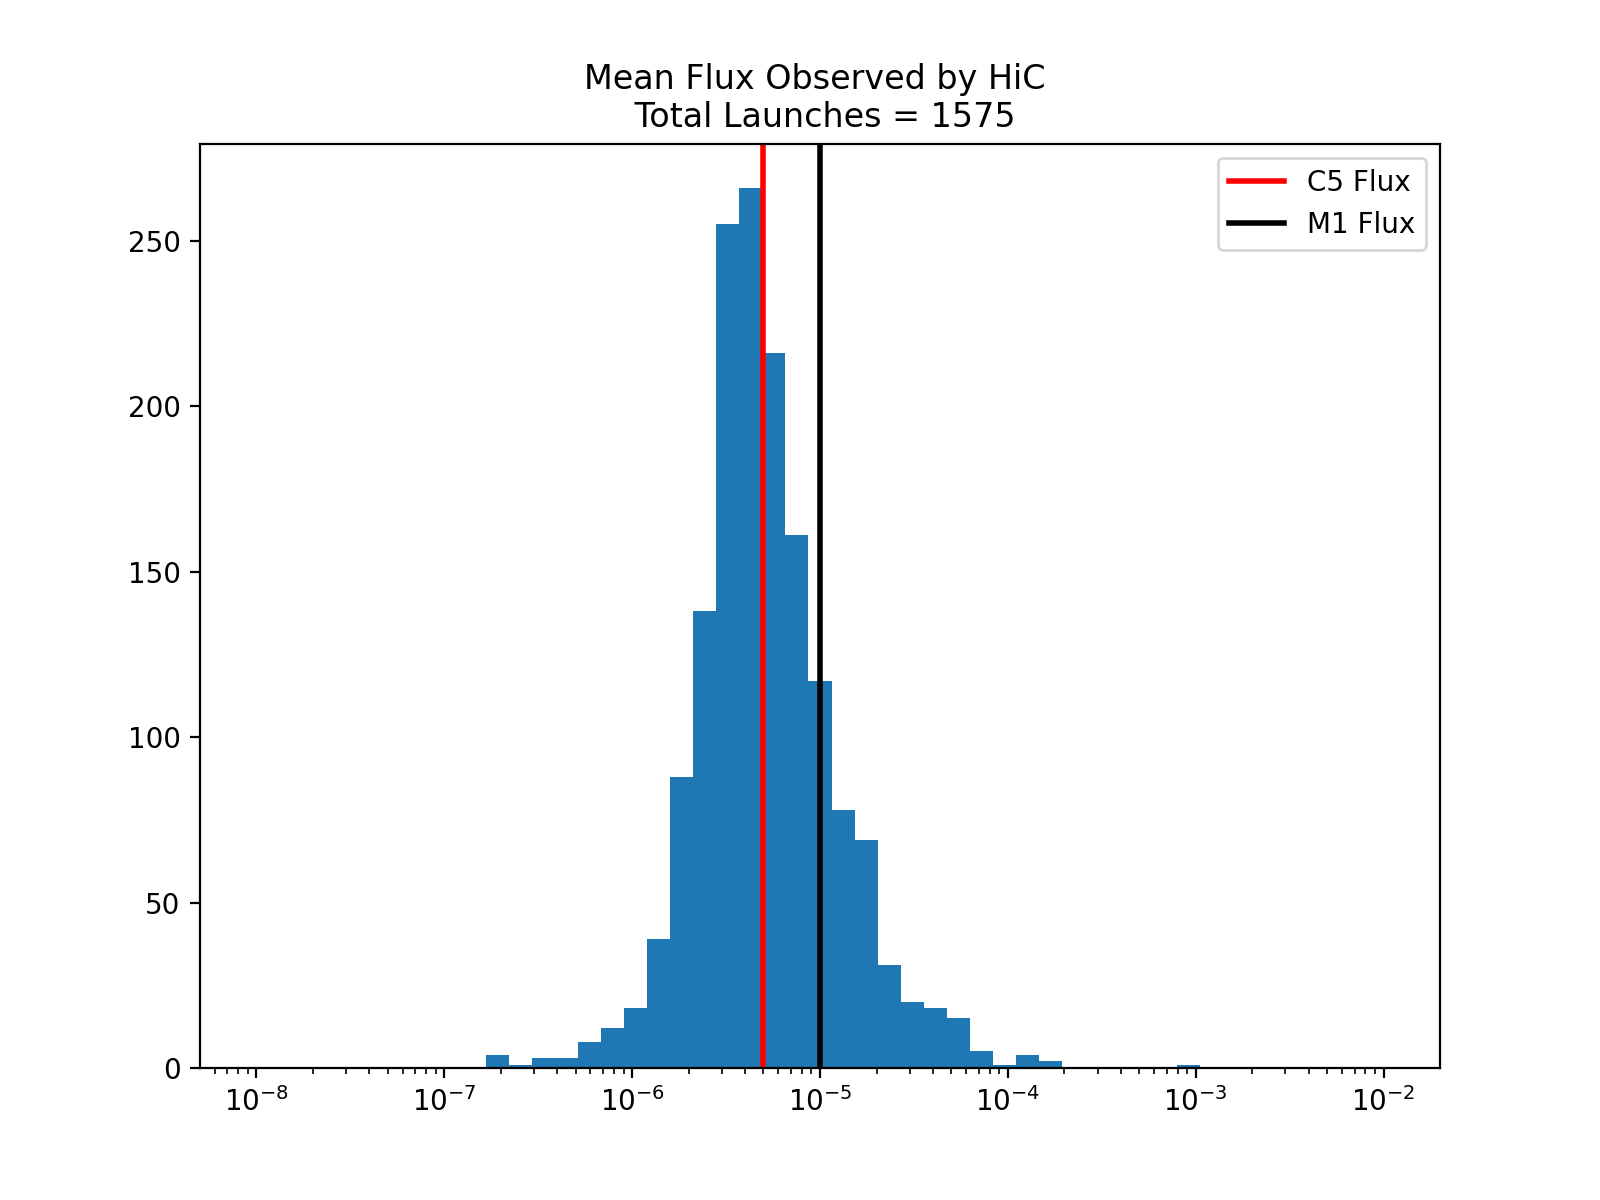 Mean Flux Observed by HiC
Total Launches = 1575
C5 Flux
M1 Flux
250
200
150
100
50
0
10⁻⁸ 10⁻⁷ 10⁻⁶ 10⁻⁵ 10⁻⁴ 10⁻³ 10⁻²